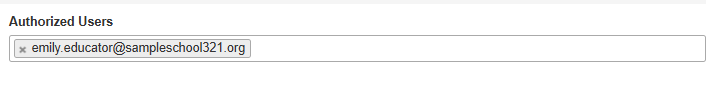 Authorized Users
× emily.educator@sampleschool321.org